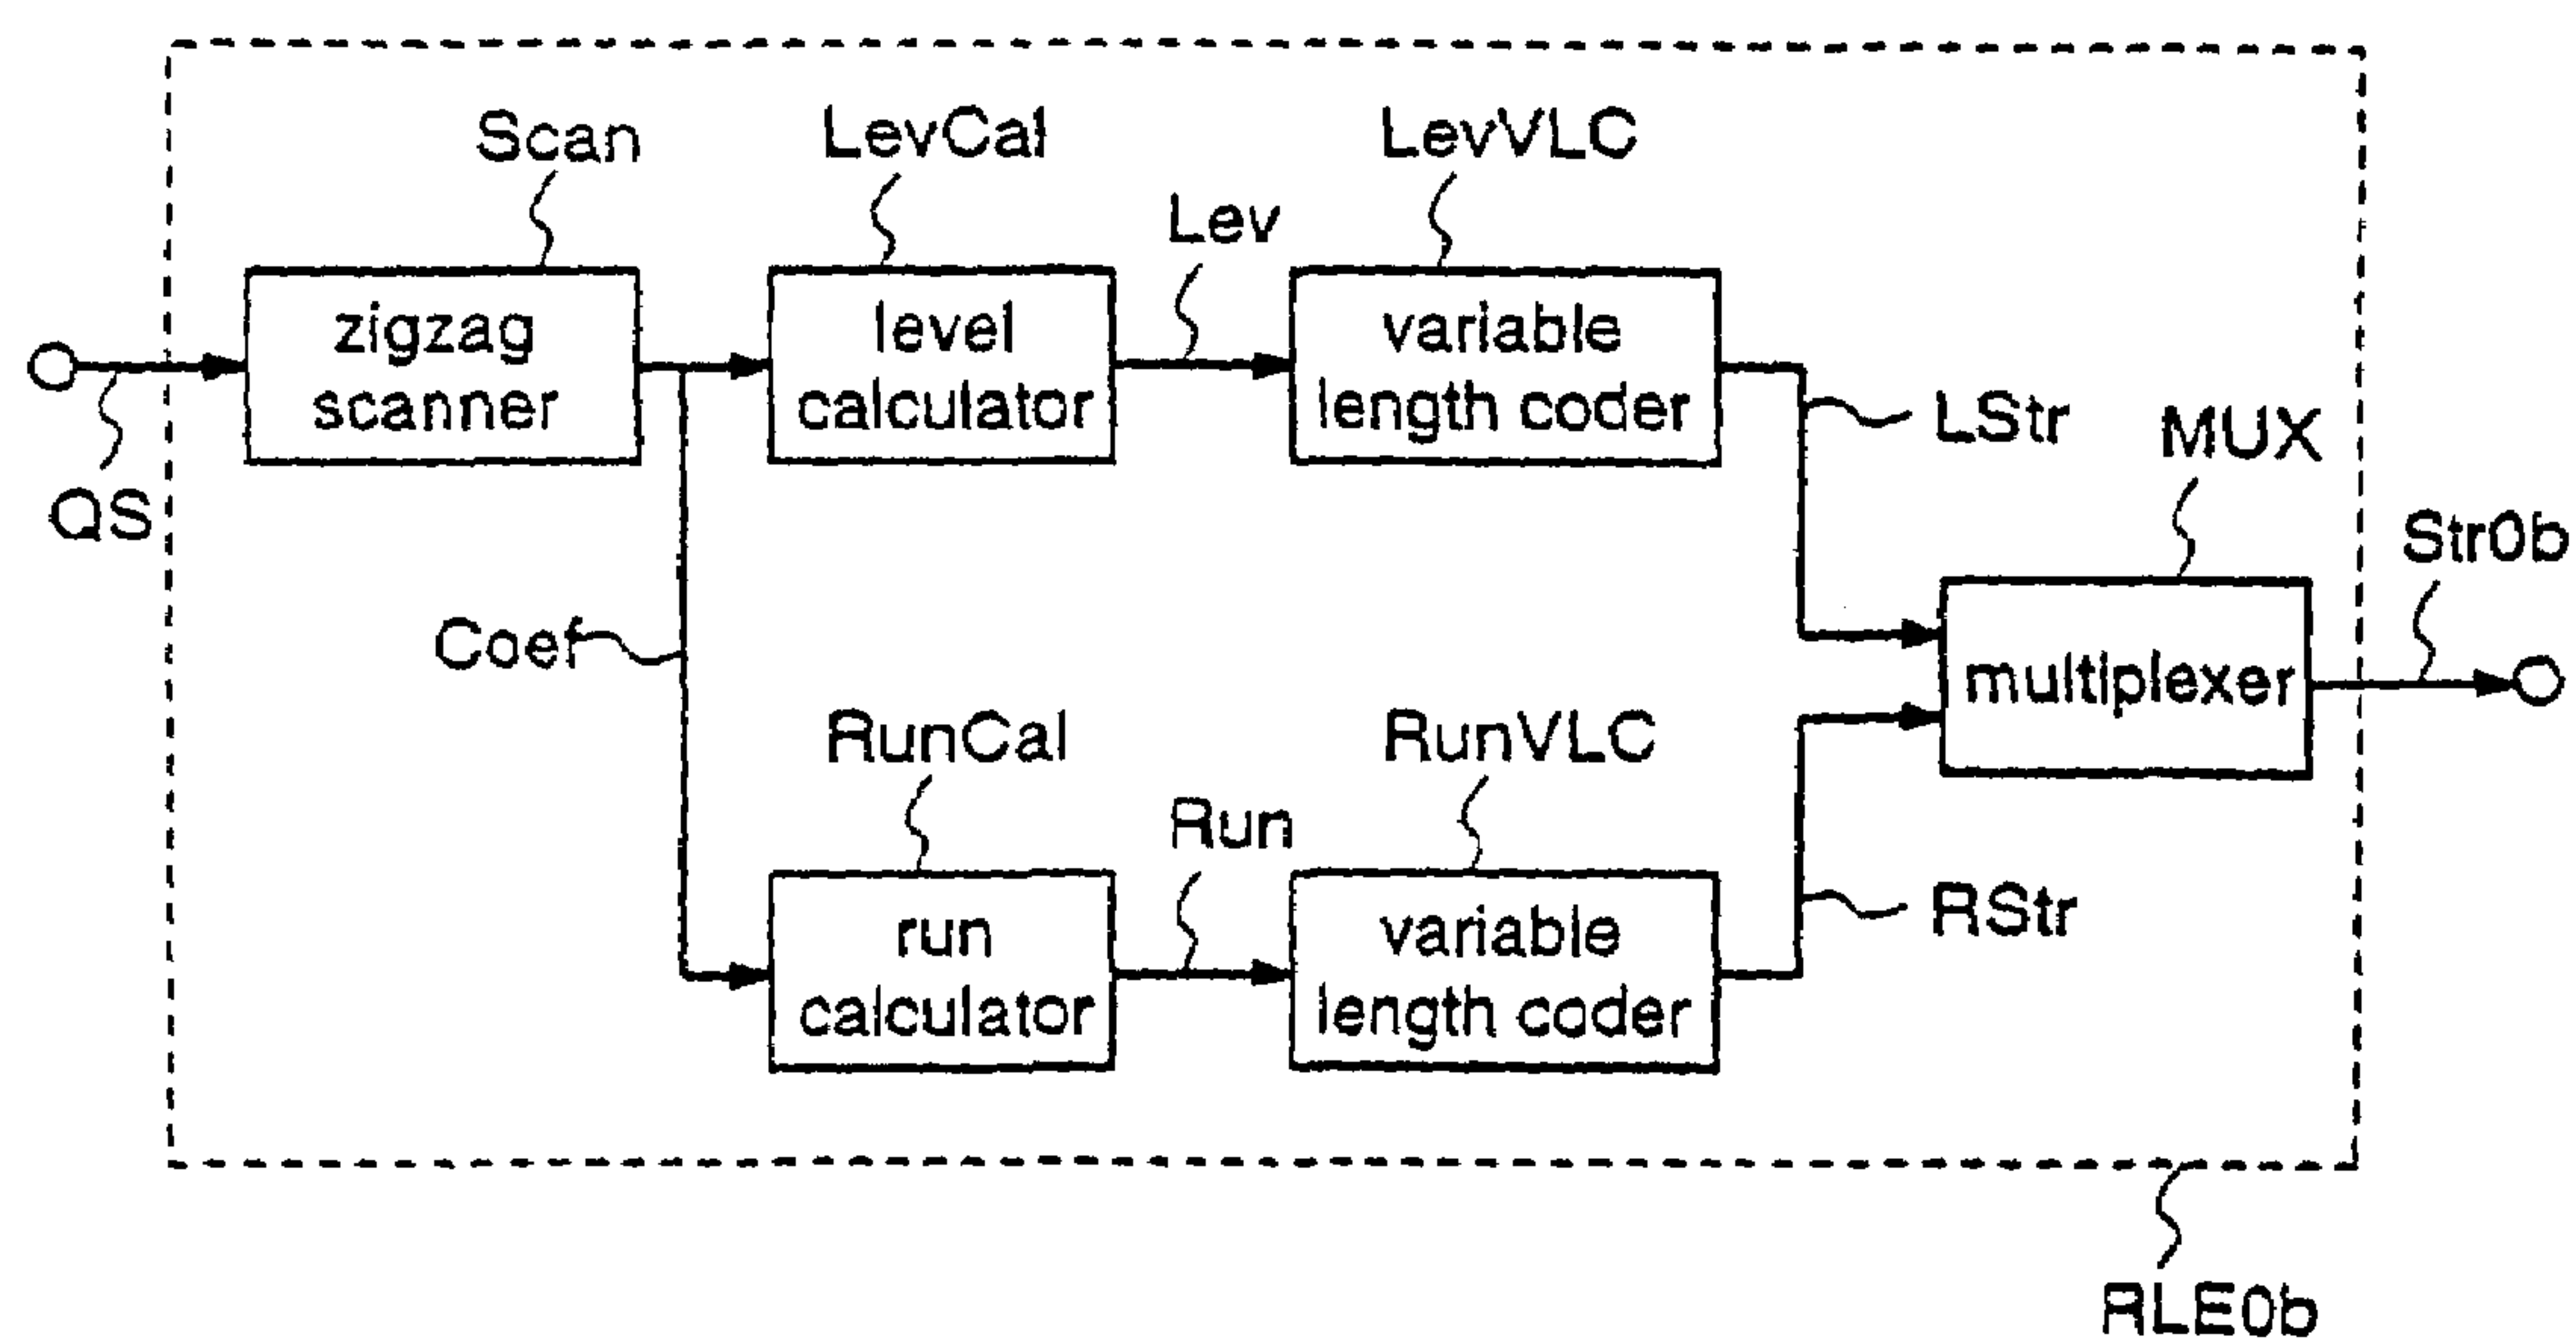 Scan
LevCal
LevVLC
Lev
zigzag
scanner
level
calculator
variable
length coder
QS
LStr
MUX
Str0b
Coef
multiplexer
RunCal
RunVLC
Run
run
calculator
variable
length coder
RStr
RLE0b